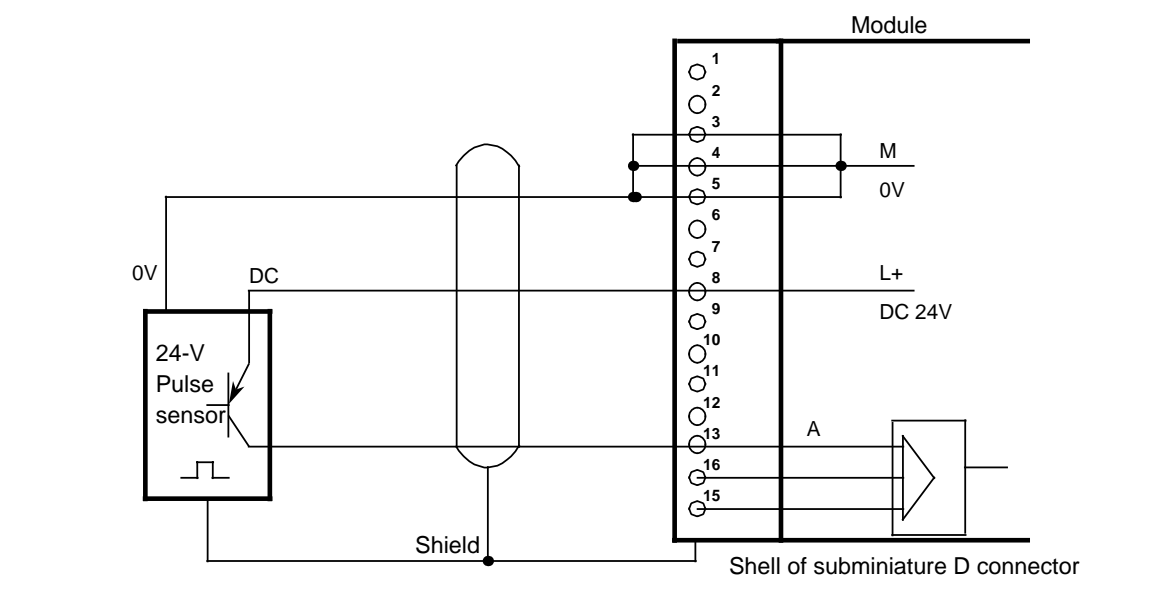 Module
1
2
3
4
M
5
0V
6
7
0V
DC
8
L+
9
DC 24V
10
24-V
Pulse
sensor
11
12
13
A
16
15
Shield
Shell of subminiature D connector